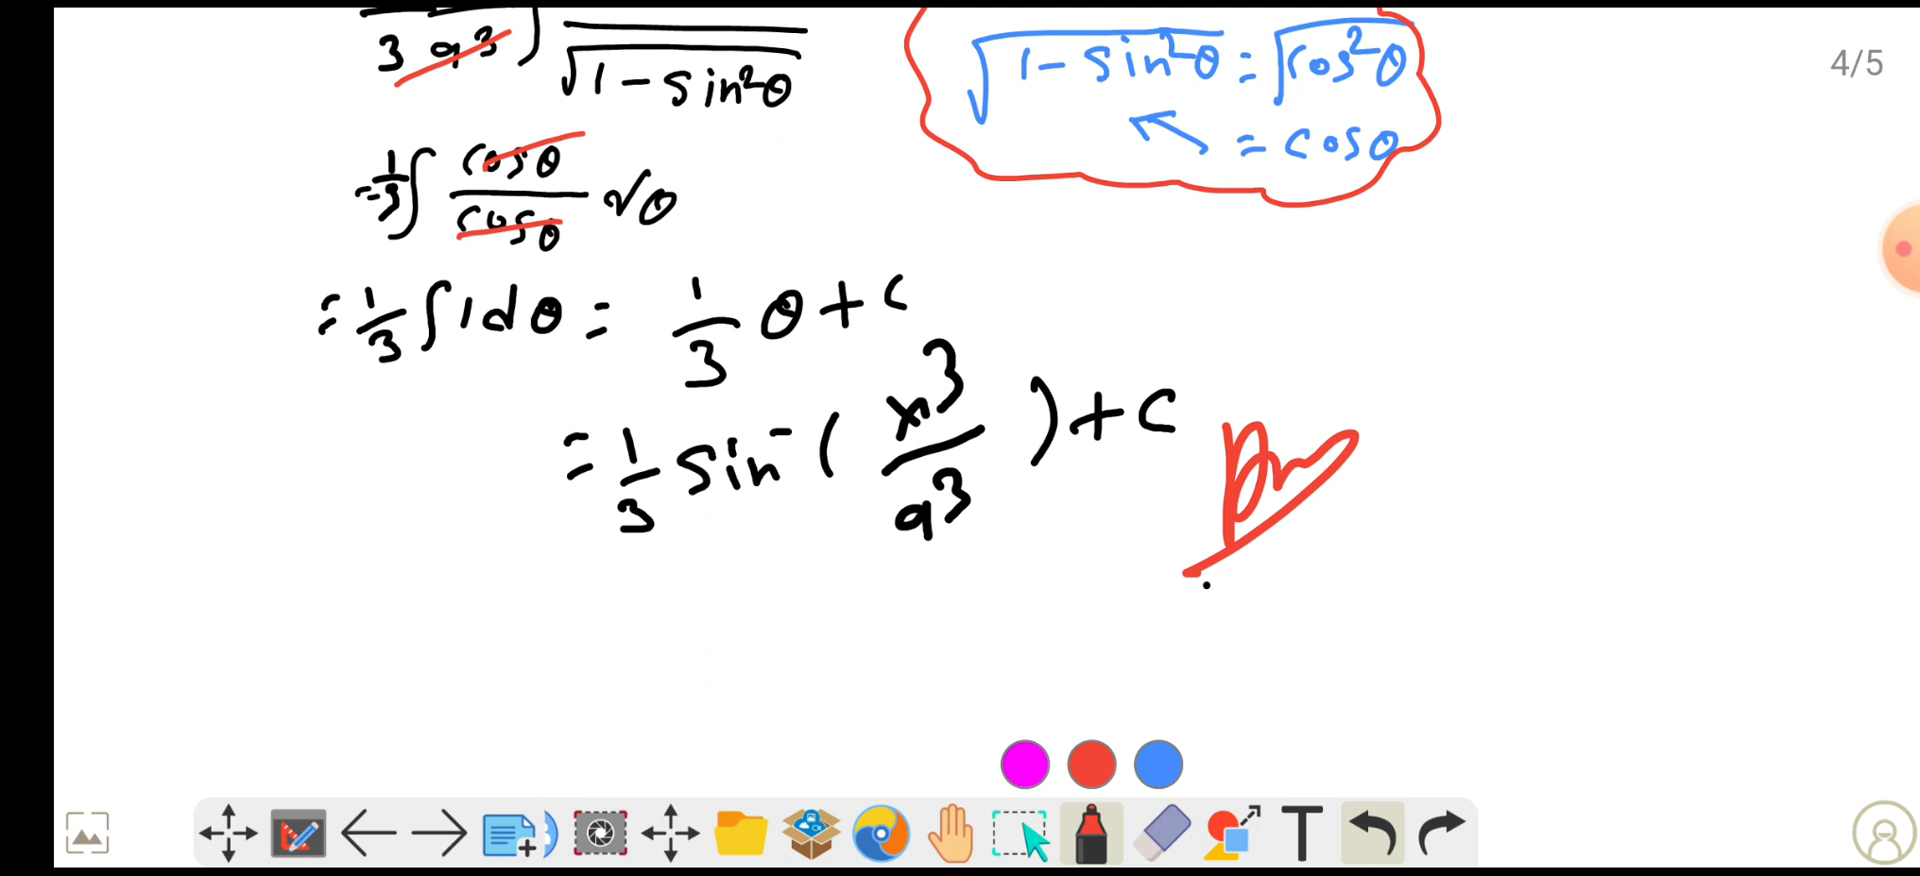 3 a³ ) √1 - sin²θ
√1 - sin²θ = √cos²θ
= cosθ
4/5
= 1/3 ∫ cosθ/cosθ dθ
= 1/3 ∫ 1 dθ = 1/3 θ + c
= 1/3 sin⁻ ( x³/a³ ) + c
T